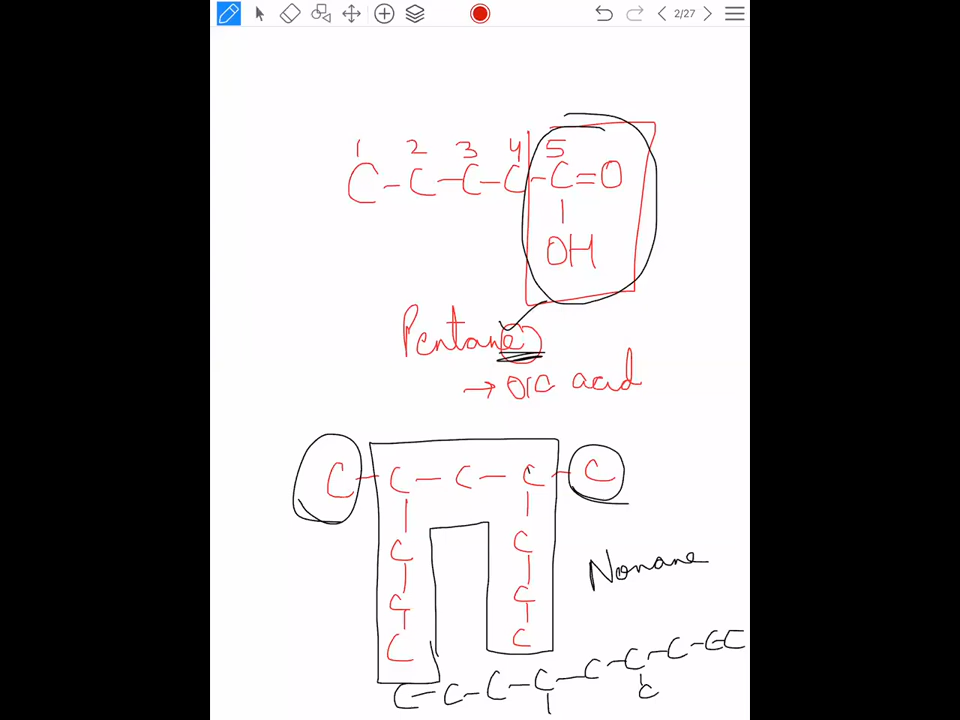 2/27
1 2 3 4 5
C-C-C-C-C=O
|
OH
Pentane
→ OIC acid
C-C-C-C-C
| |
C C
| |
C C
| |
C C
Nonane
C-C-C-C-C-C-C-CC
| |
C